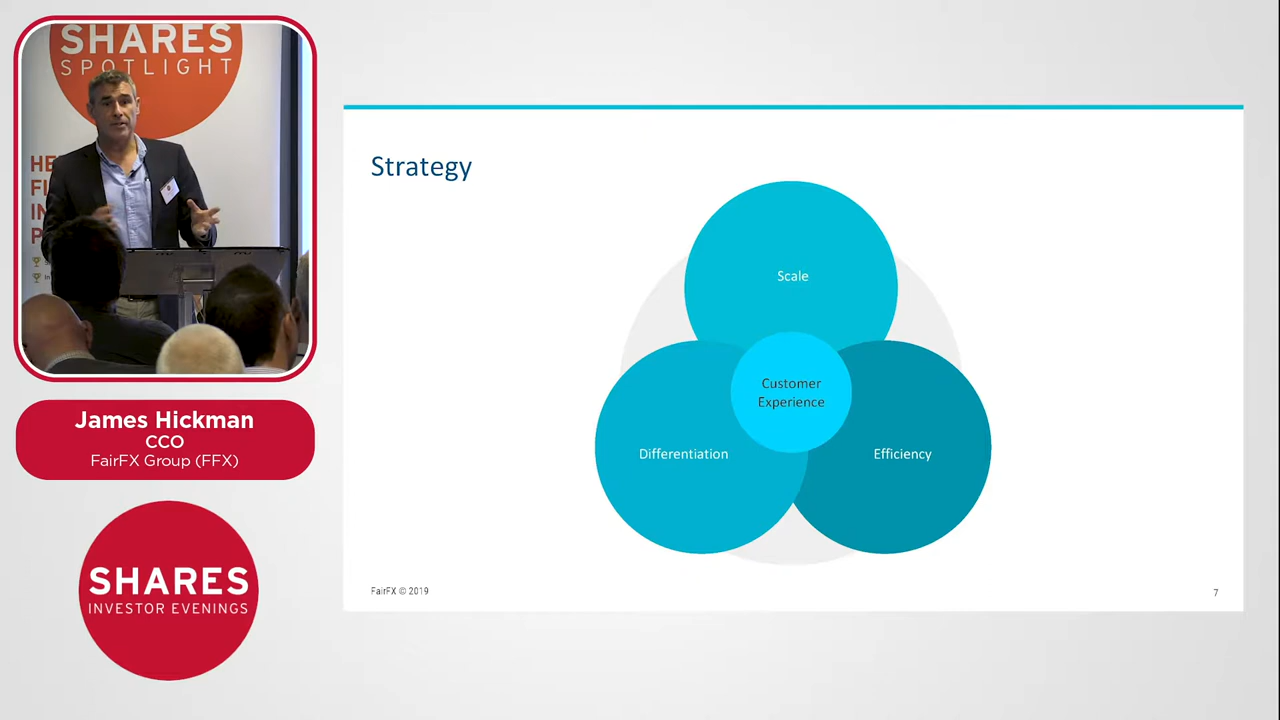 SHARES
SPOTLIGHT
James Hickman
CCO
FairFX Group (FFX)
SHARES
INVESTOR EVENINGS
Strategy
Scale
Customer
Experience
Differentiation
Efficiency
FairFX © 2019
7